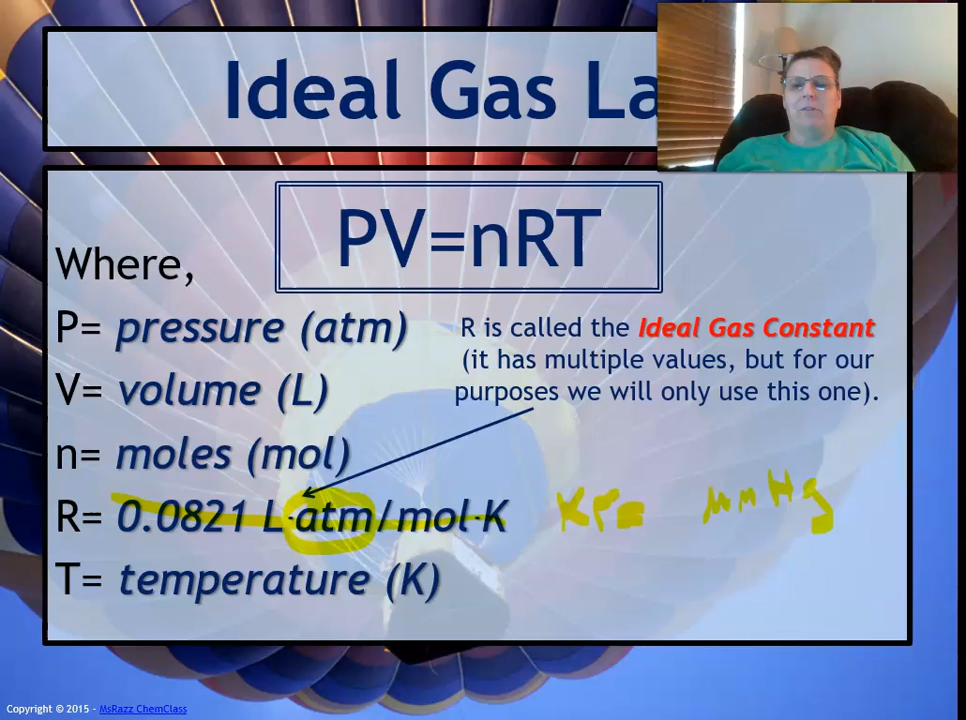 Ideal Gas La
PV=nRT
Where,
P= pressure (atm)
R is called the Ideal Gas Constant
(it has multiple values, but for our
purposes we will only use this one).
V= volume (L)
n= moles (mol)
R= 0.0821 L·atm/mol·K KPa mmHg
T= temperature (K)
Copyright © 2015 - MsRazz ChemClass